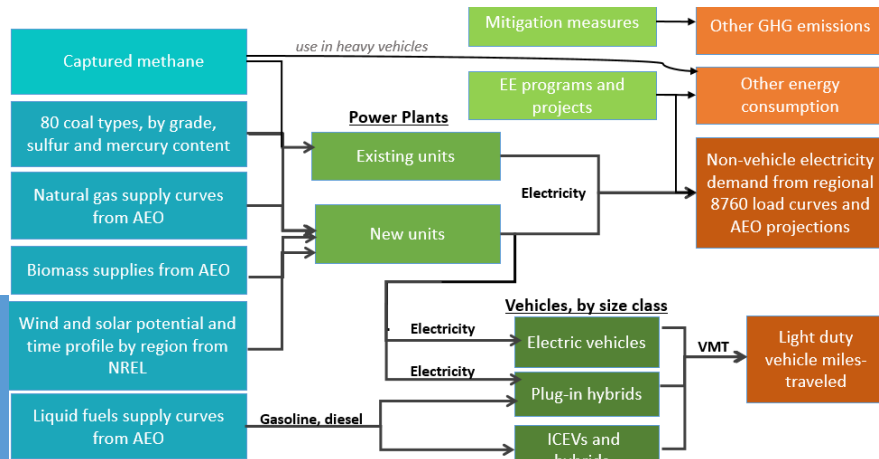 Captured methane
80 coal types, by grade,
sulfur and mercury content
Natural gas supply curves
from AEO
Biomass supplies from AEO
Wind and solar potential and
time profile by region from
NREL
Liquid fuels supply curves
from AEO
use in heavy vehicles
Power Plants
Existing units
New units
Mitigation measures
EE programs and
projects
Other GHG emissions
Other energy
consumption
Electricity
Non-vehicle electricity
demand from regional
8760 load curves and
AEO projections
Vehicles, by size class
Electricity
Electric vehicles
Electricity
Plug-in hybrids
Gasoline, diesel
ICEVs and
hybrids
VMT
Light duty
vehicle miles-
traveled